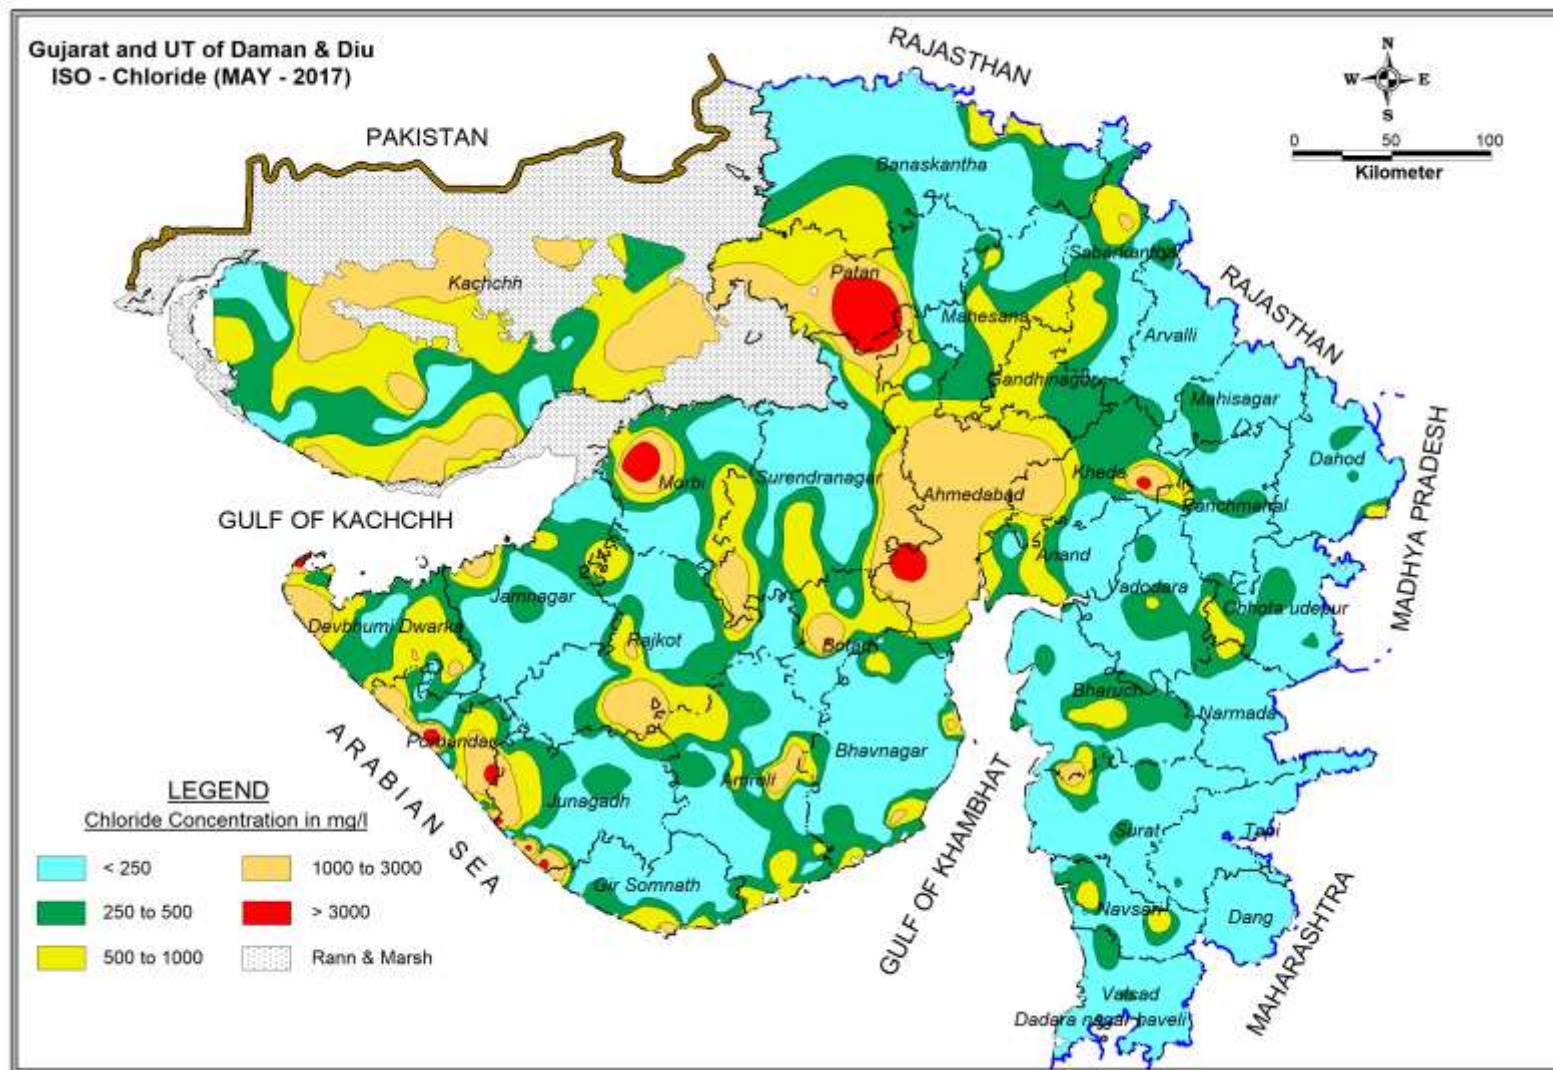 Gujarat and UT of Daman & Diu
ISO - Chloride (MAY - 2017)
RAJASTHAN
N
W E
S
0 50 100
Kilometer
PAKISTAN
Banaskantha
Sabarkantha
Kachchh
Patan
RAJASTHAN
Mahesana
Arvalli
Gandhinagar
Mahisagar
Dahod
MADHYA PRADESH
Morbi
Surendranagar
Ahmedabad
Kheda
Panchmahal
GULF OF KACHCHH
Anand
Vadodara
Chhota udepur
Jamnagar
Devbhumi Dwarka
Rajkot
Botad
Bharuch
Narmada
Porbandar
Bhavnagar
Amreli
Junagadh
ARABIAN SEA
GULF OF KHAMBHAT
Surat
Tapi
Gir Somnath
Navsari
Dang
MAHARASHTRA
Valsad
Dadara nagar haveli
LEGEND
Chloride Concentration in mg/l
< 250
1000 to 3000
250 to 500
> 3000
500 to 1000
Rann & Marsh